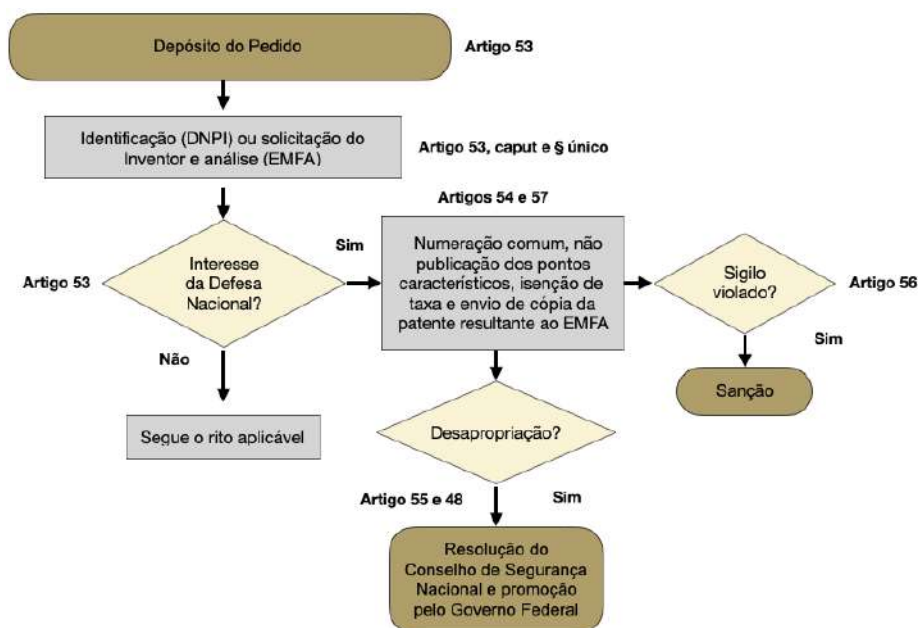 Depósito do Pedido
Artigo 53
Identificação (DNPI) ou solicitação do
Inventor e análise (EMFA)
Artigo 53, caput e § único
Artigos 54 e 57
Artigo 53
Interesse
da Defesa
Nacional?
Sim
Numeração comum, não
publicação dos pontos
característicos, isenção de
taxa e envio de cópia da
patente resultante ao EMFA
Sigilo
violado?
Artigo 56
Não
Sim
Sanção
Segue o rito aplicável
Desapropriação?
Artigo 55 e 48
Sim
Resolução do
Conselho de Segurança
Nacional e promoção
pelo Governo Federal